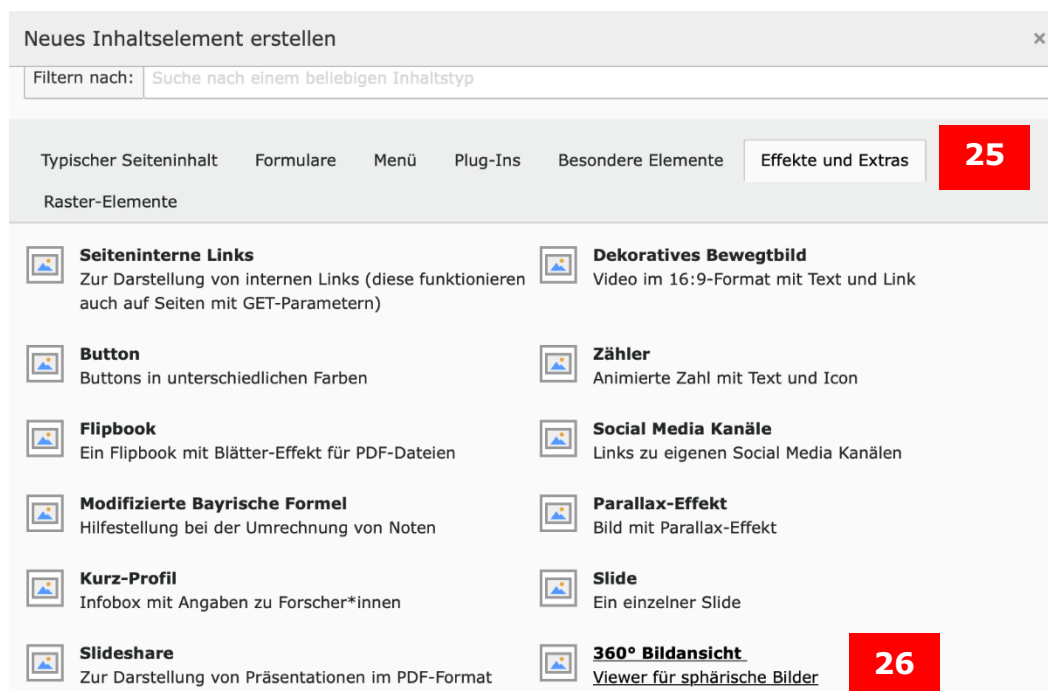 Neues Inhaltselement erstellen ×
Filtern nach: Suche nach einem beliebigen Inhaltstyp
Typischer Seiteninhalt Formulare Menü Plug-Ins Besondere Elemente Effekte und Extras 25
Raster-Elemente
Seiteninterne Links
Zur Darstellung von internen Links (diese funktionieren
auch auf Seiten mit GET-Parametern)
Dekoratives Bewegtbild
Video im 16:9-Format mit Text und Link
Button
Buttons in unterschiedlichen Farben
Zähler
Animierte Zahl mit Text und Icon
Flipbook
Ein Flipbook mit Blätter-Effekt für PDF-Dateien
Social Media Kanäle
Links zu eigenen Social Media Kanälen
Modifizierte Bayrische Formel
Hilfestellung bei der Umrechnung von Noten
Parallax-Effekt
Bild mit Parallax-Effekt
Kurz-Profil
Infobox mit Angaben zu Forscher*innen
Slide
Ein einzelner Slide
Slideshare
Zur Darstellung von Präsentationen im PDF-Format
360° Bildansicht
Viewer für sphärische Bilder
26